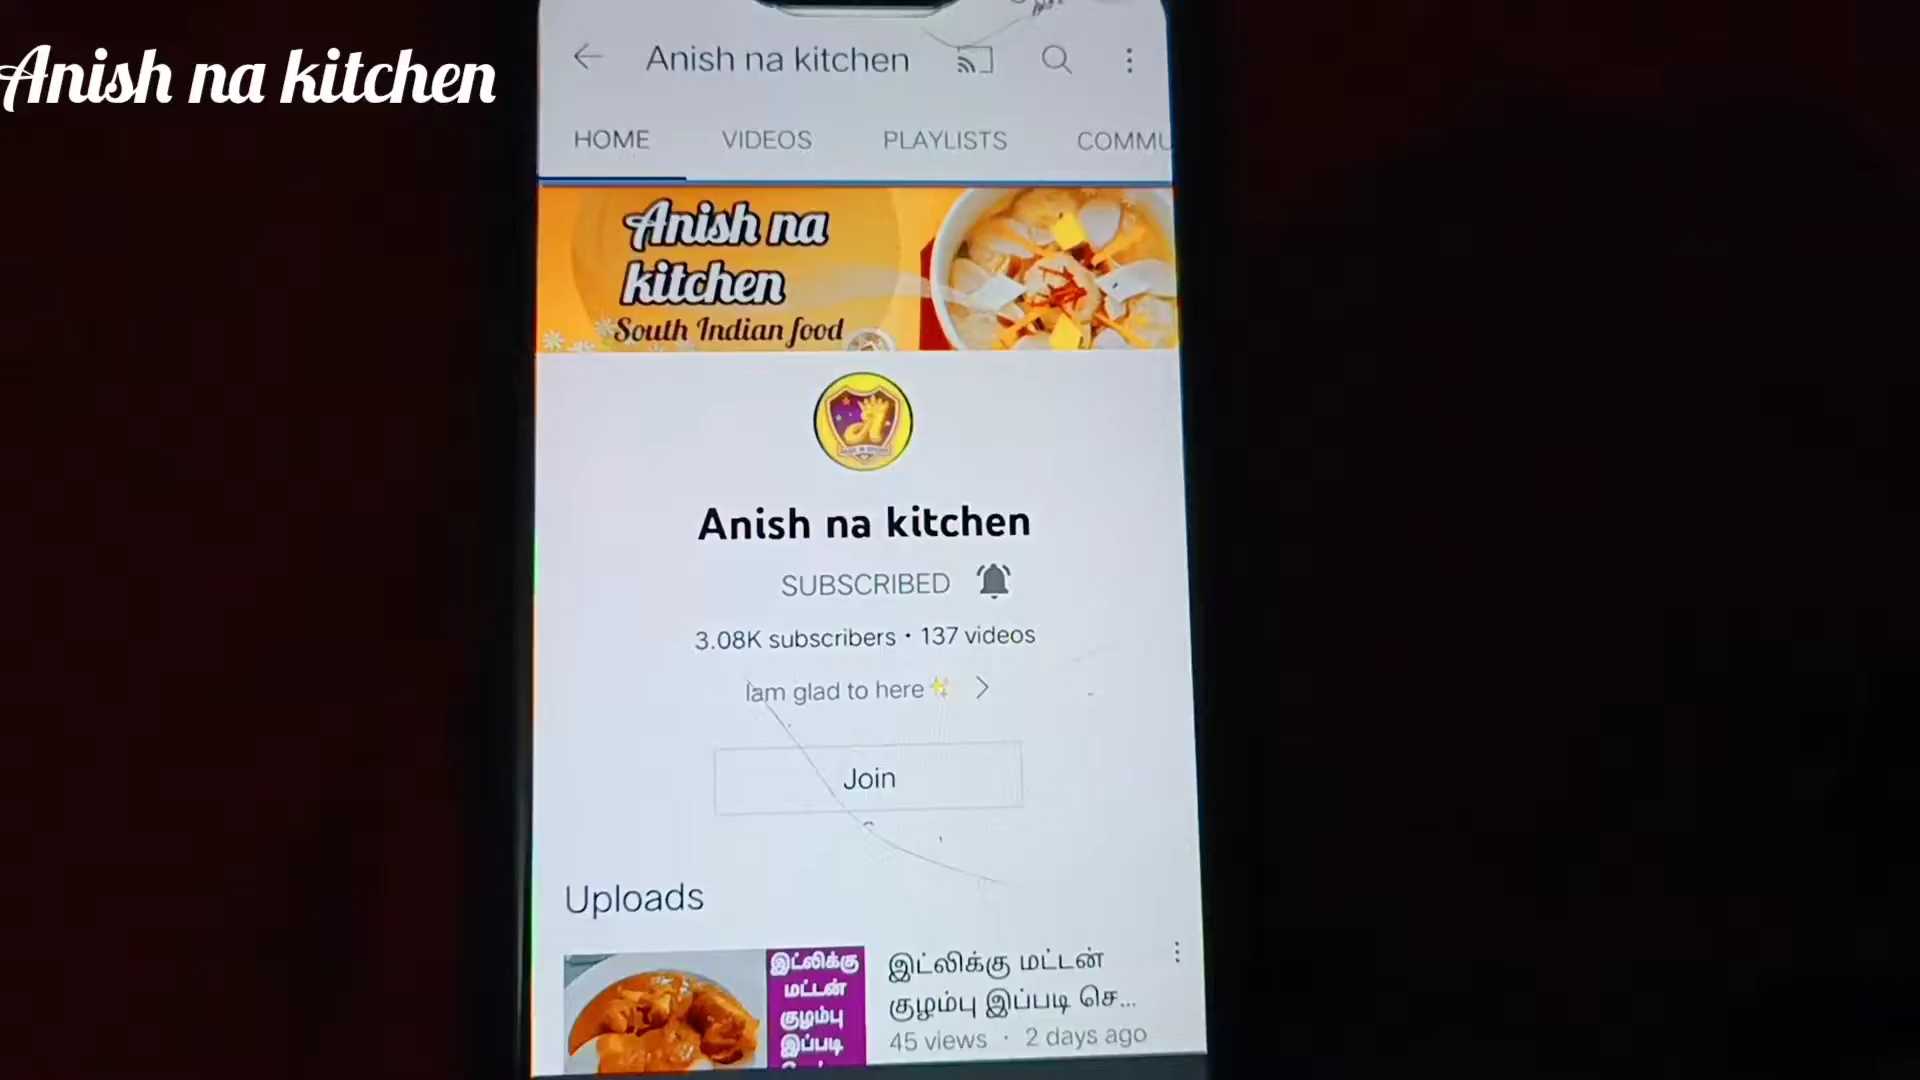 Anish na kitchen
Anish na kitchen
HOME VIDEOS PLAYLISTS COMMU
Anish na
kitchen
South Indian food
Anish na kitchen
SUBSCRIBED
3.08K subscribers • 137 videos
Iam glad to here✨
Join
Uploads
இட்லிக்கு
மட்டன்
குழம்பு
இப்படி
இட்லிக்கு மட்டன்
குழம்பு இப்படி செ...
45 views · 2 days ago